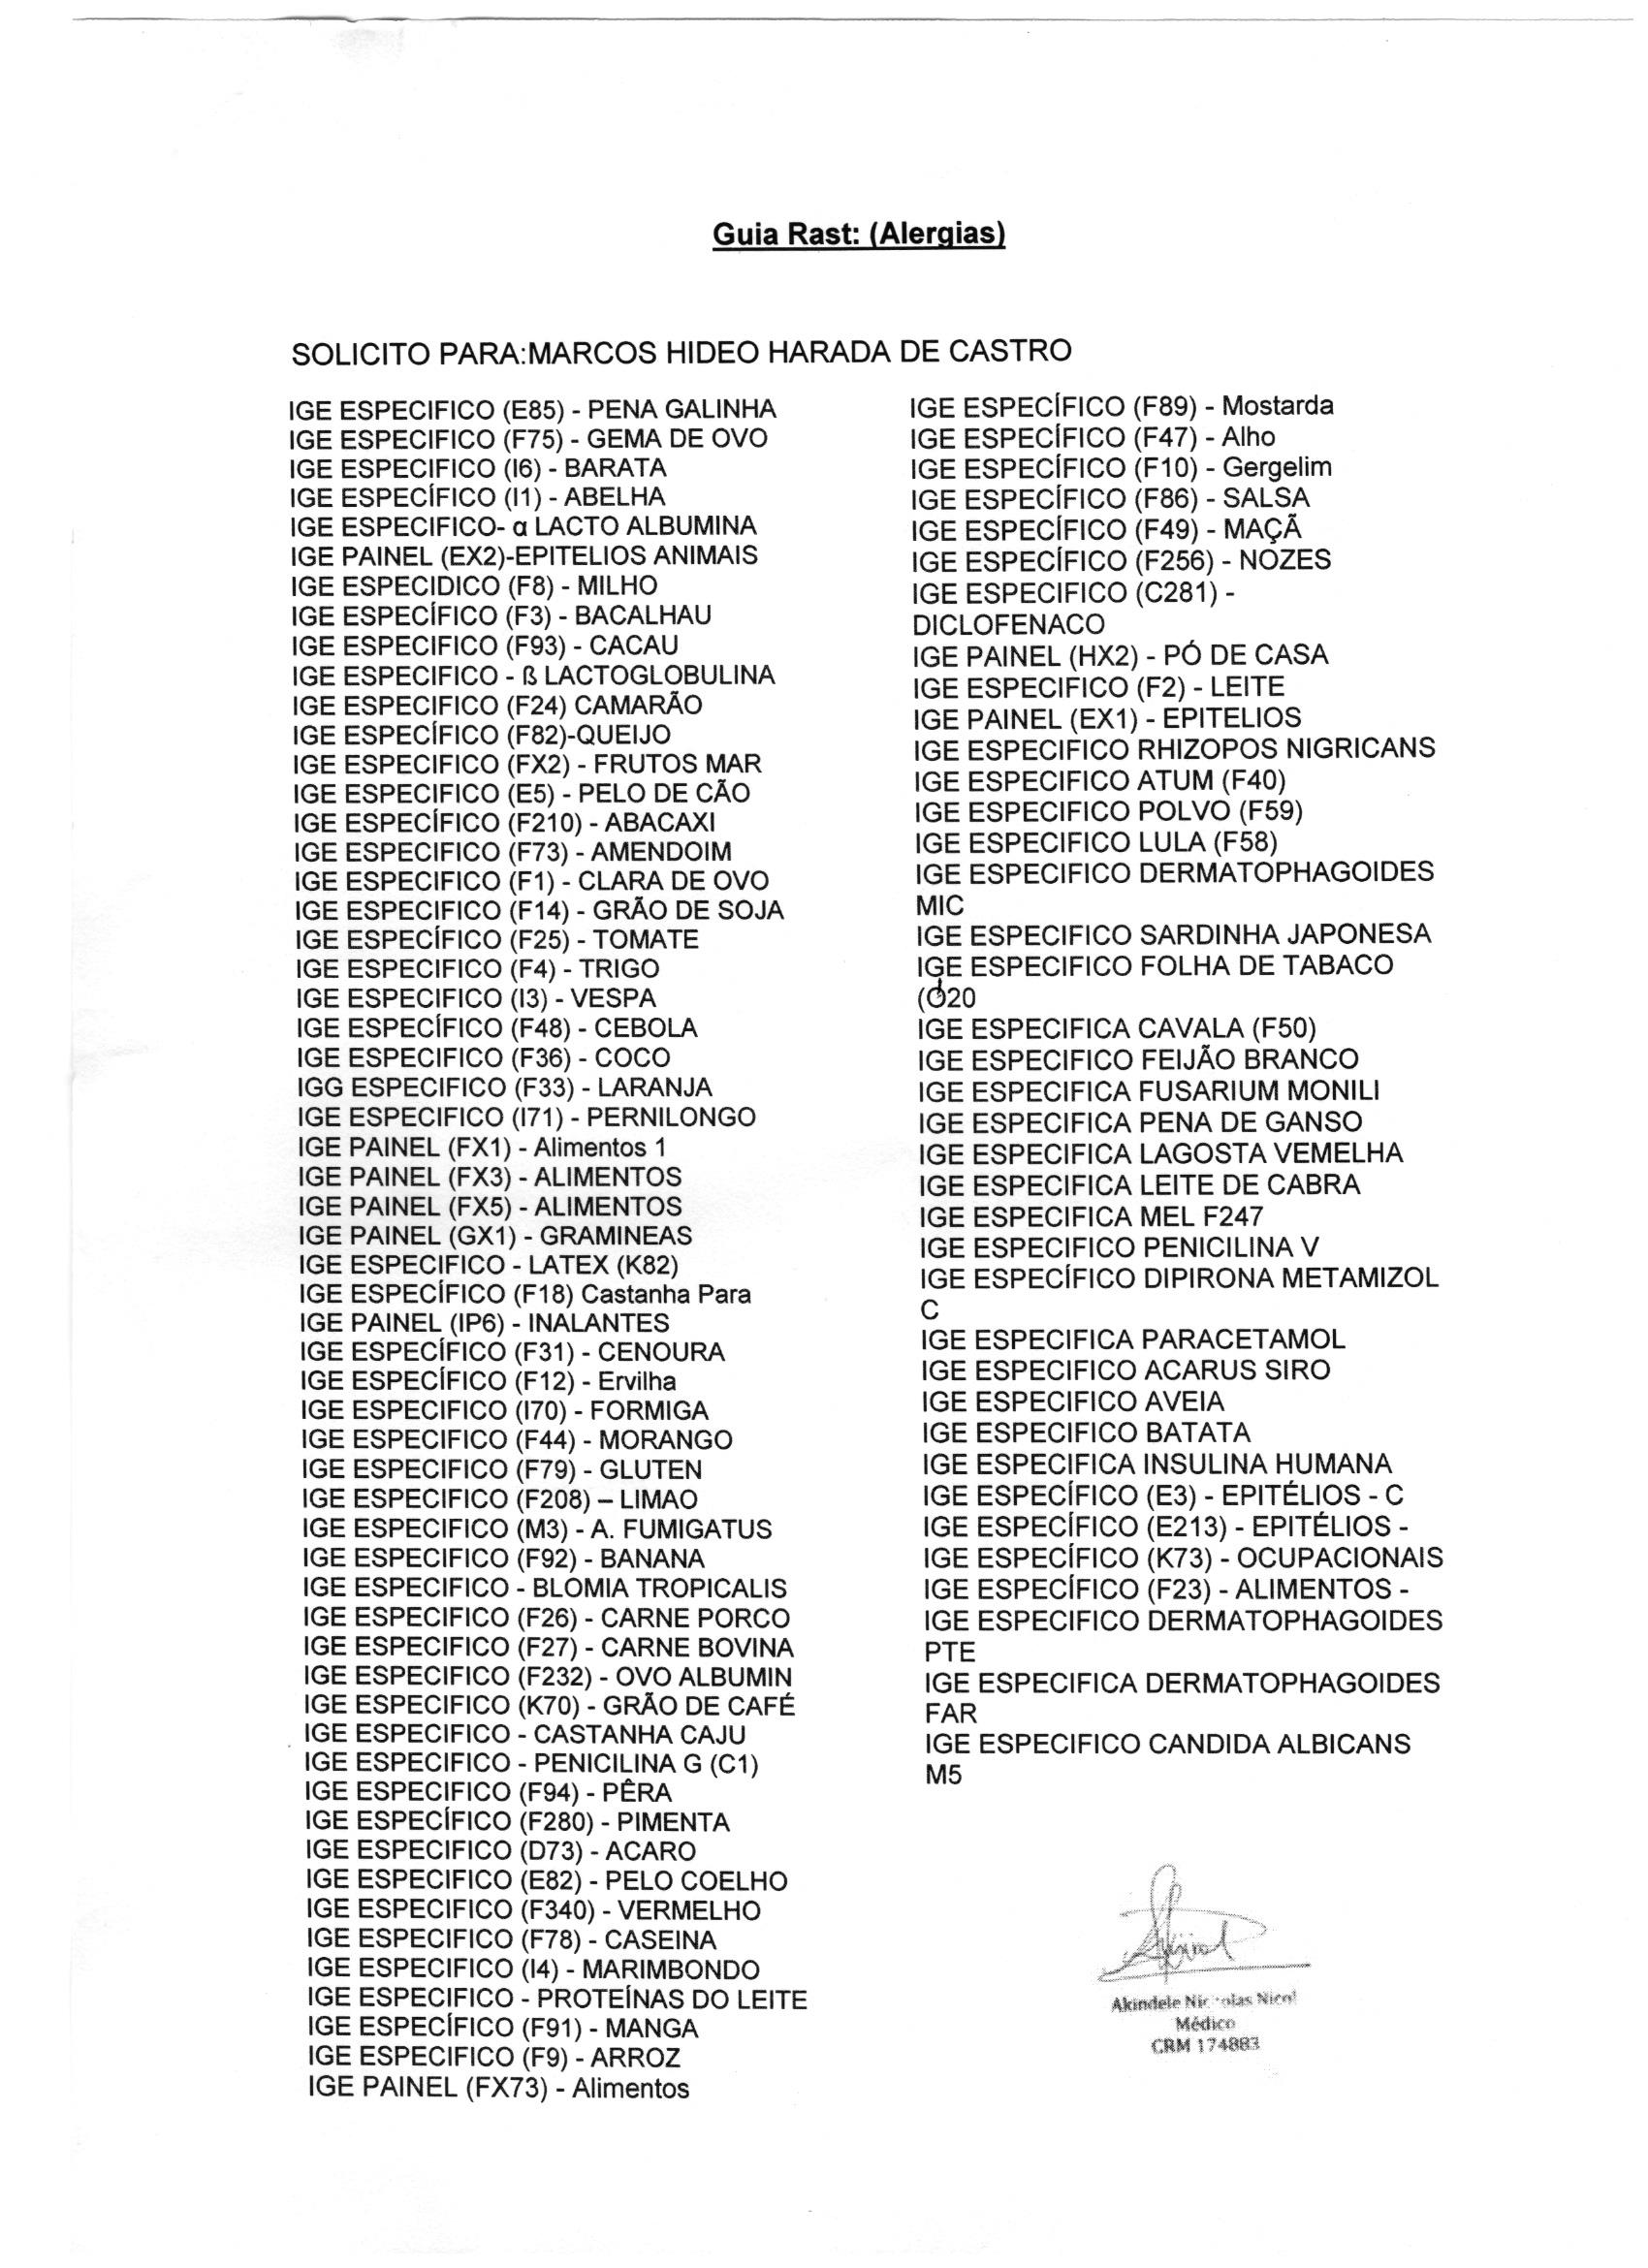 Guia Rast: (Alergias)
SOLICITO PARA:MARCOS HIDEO HARADA DE CASTRO
IGE ESPECIFICO (E85) - PENA GALINHA
IGE ESPECIFICO (F75) - GEMA DE OVO
IGE ESPECIFICO (I6) - BARATA
IGE ESPECÍFICO (I1) - ABELHA
IGE ESPECIFICO- α LACTO ALBUMINA
IGE PAINEL (EX2)-EPITELIOS ANIMAIS
IGE ESPECIDICO (F8) - MILHO
IGE ESPECÍFICO (F3) - BACALHAU
IGE ESPECIFICO (F93) - CACAU
IGE ESPECIFICO - ß LACTOGLOBULINA
IGE ESPECIFICO (F24) CAMARÃO
IGE ESPECÍFICO (F82)-QUEIJO
IGE ESPECIFICO (FX2) - FRUTOS MAR
IGE ESPECIFICO (E5) - PELO DE CÃO
IGE ESPECÍFICO (F210) - ABACAXI
IGE ESPECIFICO (F73) - AMENDOIM
IGE ESPECIFICO (F1) - CLARA DE OVO
IGE ESPECIFICO (F14) - GRÃO DE SOJA
IGE ESPECÍFICO (F25) - TOMATE
IGE ESPECIFICO (F4) - TRIGO
IGE ESPECIFICO (I3) - VESPA
IGE ESPECÍFICO (F48) - CEBOLA
IGE ESPECIFICO (F36) - COCO
IGG ESPECIFICO (F33) - LARANJA
IGE ESPECIFICO (I71) - PERNILONGO
IGE PAINEL (FX1) - Alimentos 1
IGE PAINEL (FX3) - ALIMENTOS
IGE PAINEL (FX5) - ALIMENTOS
IGE PAINEL (GX1) - GRAMINEAS
IGE ESPECIFICO - LATEX (K82)
IGE ESPECÍFICO (F18) Castanha Para
IGE PAINEL (IP6) - INALANTES
IGE ESPECÍFICO (F31) - CENOURA
IGE ESPECÍFICO (F12) - Ervilha
IGE ESPECIFICO (I70) - FORMIGA
IGE ESPECIFICO (F44) - MORANGO
IGE ESPECIFICO (F79) - GLUTEN
IGE ESPECIFICO (F208) – LIMAO
IGE ESPECIFICO (M3) - A. FUMIGATUS
IGE ESPECIFICO (F92) - BANANA
IGE ESPECIFICO - BLOMIA TROPICALIS
IGE ESPECIFICO (F26) - CARNE PORCO
IGE ESPECIFICO (F27) - CARNE BOVINA
IGE ESPECIFICO (F232) - OVO ALBUMIN
IGE ESPECIFICO (K70) - GRÃO DE CAFÉ
IGE ESPECIFICO - CASTANHA CAJU
IGE ESPECIFICO - PENICILINA G (C1)
IGE ESPECIFICO (F94) - PÊRA
IGE ESPECÍFICO (F280) - PIMENTA
IGE ESPECIFICO (D73) - ACARO
IGE ESPECIFICO (E82) - PELO COELHO
IGE ESPECIFICO (F340) - VERMELHO
IGE ESPECIFICO (F78) - CASEINA
IGE ESPECIFICO (I4) - MARIMBONDO
IGE ESPECIFICO - PROTEÍNAS DO LEITE
IGE ESPECÍFICO (F91) - MANGA
IGE ESPECIFICO (F9) - ARROZ
IGE PAINEL (FX73) - Alimentos
IGE ESPECÍFICO (F89) - Mostarda
IGE ESPECÍFICO (F47) - Alho
IGE ESPECÍFICO (F10) - Gergelim
IGE ESPECÍFICO (F86) - SALSA
IGE ESPECÍFICO (F49) - MAÇÃ
IGE ESPECÍFICO (F256) - NOZES
IGE ESPECIFICO (C281) -
DICLOFENACO
IGE PAINEL (HX2) - PÓ DE CASA
IGE ESPECIFICO (F2) - LEITE
IGE PAINEL (EX1) - EPITELIOS
IGE ESPECIFICO RHIZOPOS NIGRICANS
IGE ESPECIFICO ATUM (F40)
IGE ESPECIFICO POLVO (F59)
IGE ESPECIFICO LULA (F58)
IGE ESPECIFICO DERMATOPHAGOIDES
MIC
IGE ESPECIFICO SARDINHA JAPONESA
IGE ESPECIFICO FOLHA DE TABACO
(O20
IGE ESPECIFICA CAVALA (F50)
IGE ESPECIFICO FEIJÃO BRANCO
IGE ESPECIFICA FUSARIUM MONILI
IGE ESPECIFICA PENA DE GANSO
IGE ESPECIFICA LAGOSTA VEMELHA
IGE ESPECIFICA LEITE DE CABRA
IGE ESPECIFICA MEL F247
IGE ESPECIFICO PENICILINA V
IGE ESPECÍFICO DIPIRONA METAMIZOL
C
IGE ESPECIFICA PARACETAMOL
IGE ESPECIFICO ACARUS SIRO
IGE ESPECIFICO AVEIA
IGE ESPECIFICO BATATA
IGE ESPECIFICA INSULINA HUMANA
IGE ESPECÍFICO (E3) - EPITÉLIOS - C
IGE ESPECÍFICO (E213) - EPITÉLIOS -
IGE ESPECÍFICO (K73) - OCUPACIONAIS
IGE ESPECÍFICO (F23) - ALIMENTOS -
IGE ESPECIFICO DERMATOPHAGOIDES
PTE
IGE ESPECIFICA DERMATOPHAGOIDES
FAR
IGE ESPECIFICO CANDIDA ALBICANS
M5
Akindele Nicholas Nicol
Médico
CRM 174883